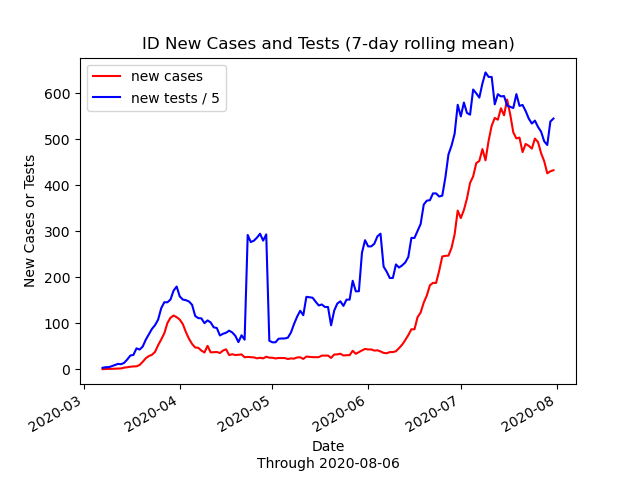 ID New Cases and Tests (7-day rolling mean)
new cases
new tests / 5
New Cases or Tests
600
500
400
300
200
100
0
2020-03
2020-04
2020-05
2020-06
2020-07
2020-08
Date
Through 2020-08-06